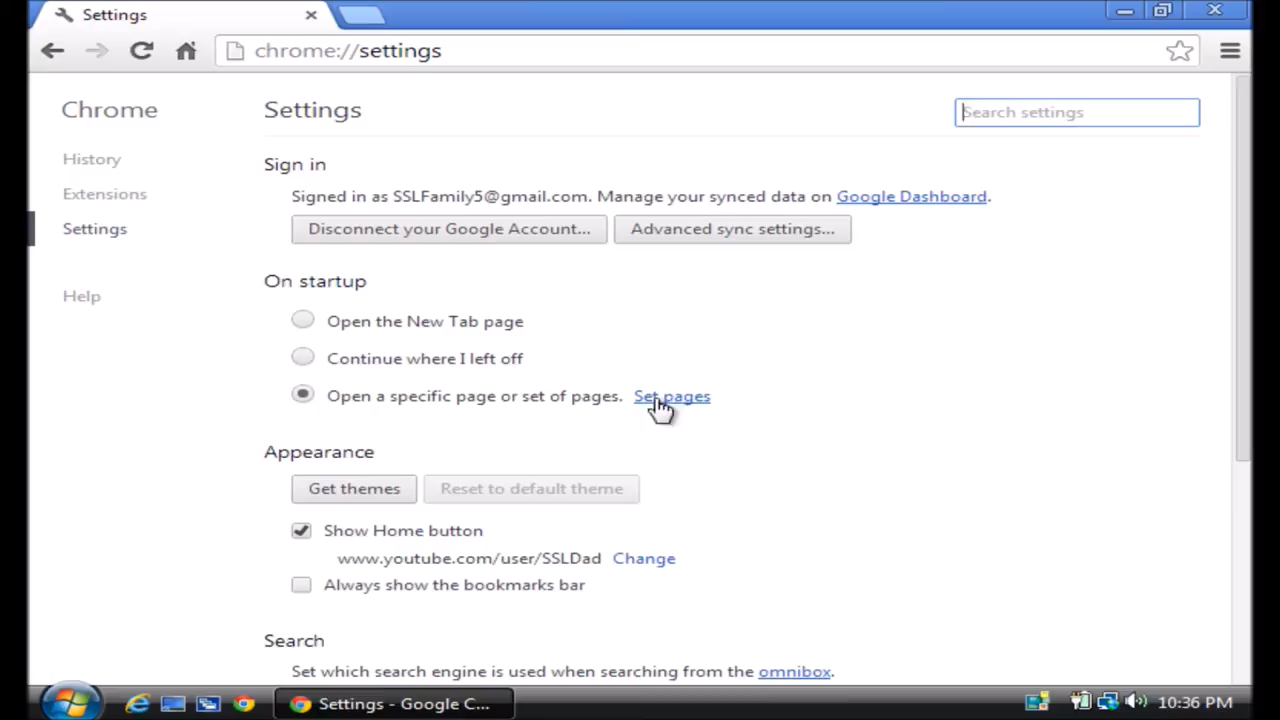 Settings
chrome://settings
Chrome
Settings
Search settings
History
Extensions
Settings
Help
Sign in
Signed in as SSLFamily5@gmail.com. Manage your synced data on Google Dashboard.
Disconnect your Google Account... Advanced sync settings...
On startup
Open the New Tab page
Continue where I left off
Open a specific page or set of pages. Set pages
Appearance
Get themes Reset to default theme
Show Home button
www.youtube.com/user/SSLDad Change
Always show the bookmarks bar
Search
Set which search engine is used when searching from the omnibox.
Settings - Google C... 10:36 PM